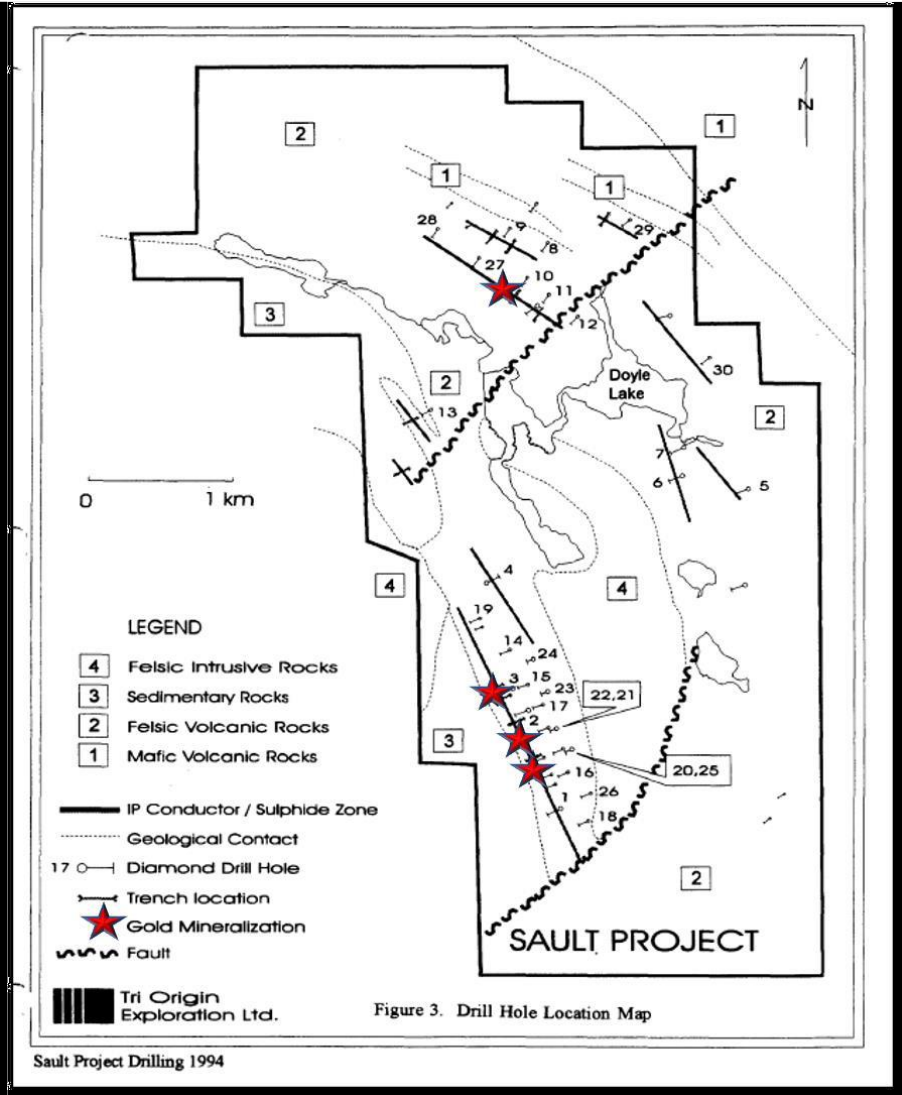 N
2
1
1
1
28
9
8
29
27
10
11
12
3
2
13
30
Doyle
Lake
2
7
6
5
0 1 km
4
4
4
19
14
24
3 15
23
22,21
17
2
3
20,25
16
1
26
18
2
LEGEND
4 Felsic Intrusive Rocks
3 Sedimentary Rocks
2 Felsic Volcanic Rocks
1 Mafic Volcanic Rocks
IP Conductor / Sulphide Zone
Geological Contact
17 Diamond Drill Hole
Trench location
Gold Mineralization
Fault
SAULT PROJECT
Tri Origin
Exploration Ltd.
Figure 3. Drill Hole Location Map
Sault Project Drilling 1994